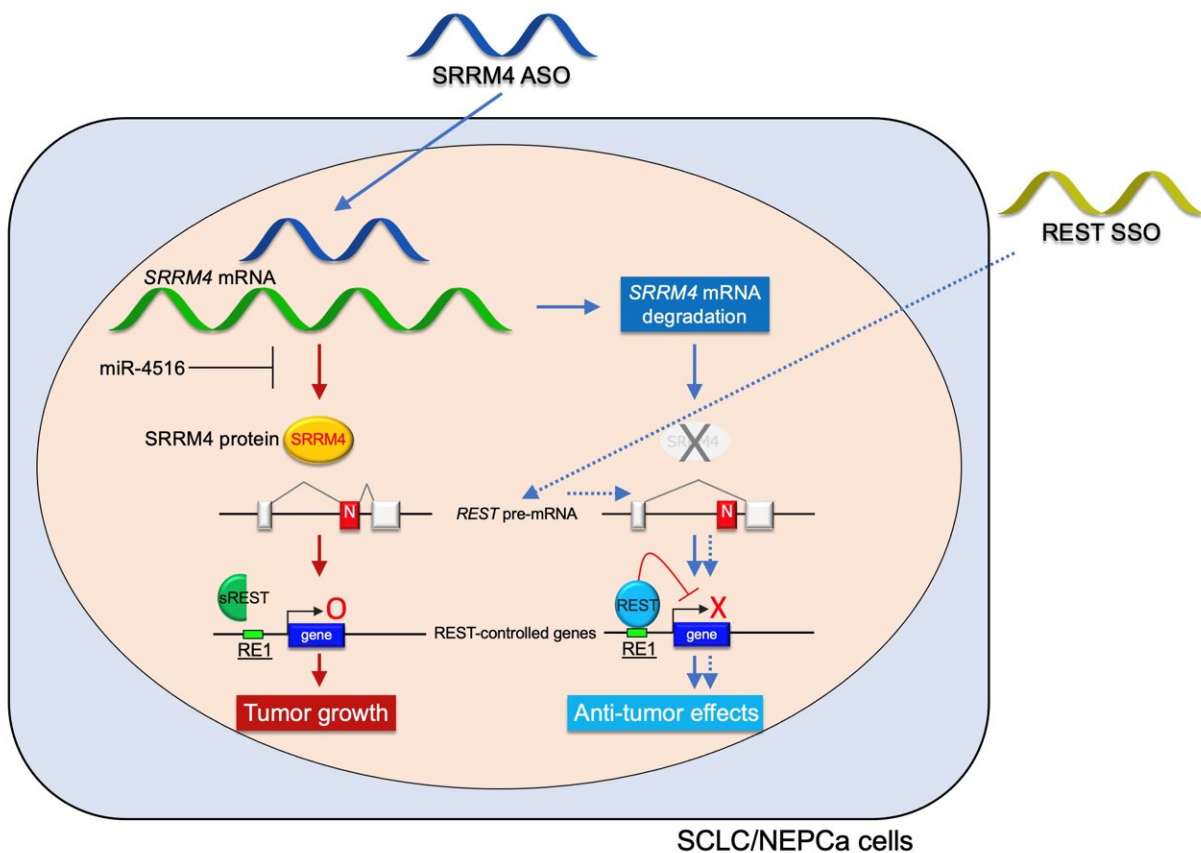 SRRM4 ASO
REST SSO
SRRM4 mRNA
SRRM4 mRNA
degradation
miR-4516
SRRM4 protein
SRRM4
SRRM4
X
N
REST pre-mRNA
N
sREST
O
gene
RE1
REST-controlled genes
REST
X
gene
RE1
Tumor growth
Anti-tumor effects
SCLC/NEPCa cells